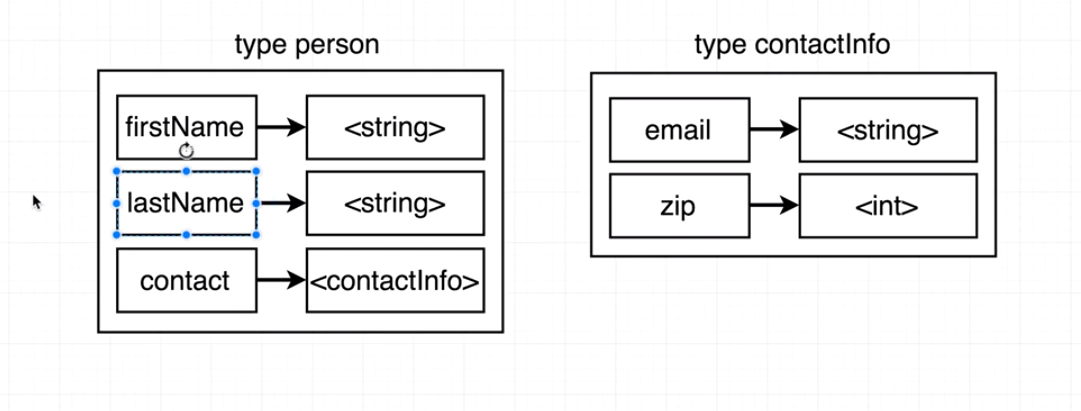 type person
firstName <string>
lastName <string>
contact <contactInfo>
type contactInfo
email <string>
zip <int>